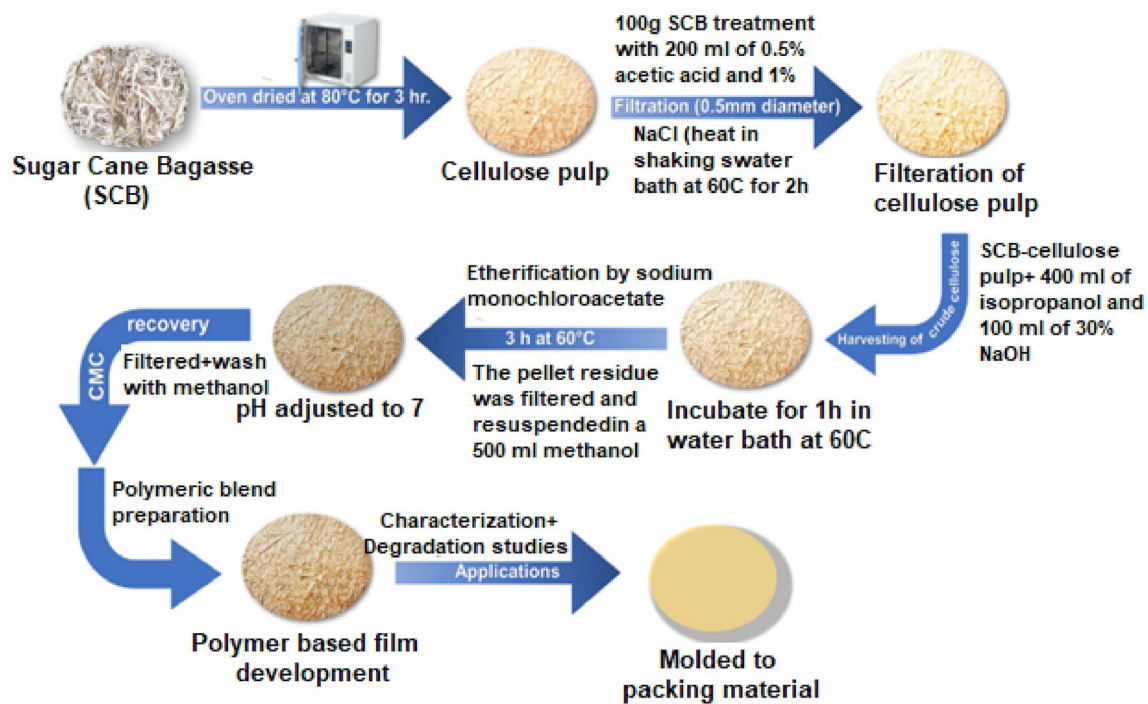 Oven dried at 80°C for 3 hr.
Sugar Cane Bagasse
(SCB)
Cellulose pulp
100g SCB treatment
with 200 ml of 0.5%
acetic acid and 1%
Filtration (0.5mm diameter)
NaCl (heat in
shaking swater
bath at 60C for 2h
Filteration of
cellulose pulp
SCB-cellulose
pulp+ 400 ml of
isopropanol and
100 ml of 30%
NaOH
Harvesting of crude cellulose
Incubate for 1h in
water bath at 60C
Etherification by sodium
monochloroacetate
3 h at 60°C
The pellet residue
was filtered and
resuspendedin a
500 ml methanol
pH adjusted to 7
recovery
CMC
Filtered+wash
with methanol
Polymeric blend
preparation
Polymer based film
development
Characterization+
Degradation studies
Applications
Molded to
packing material